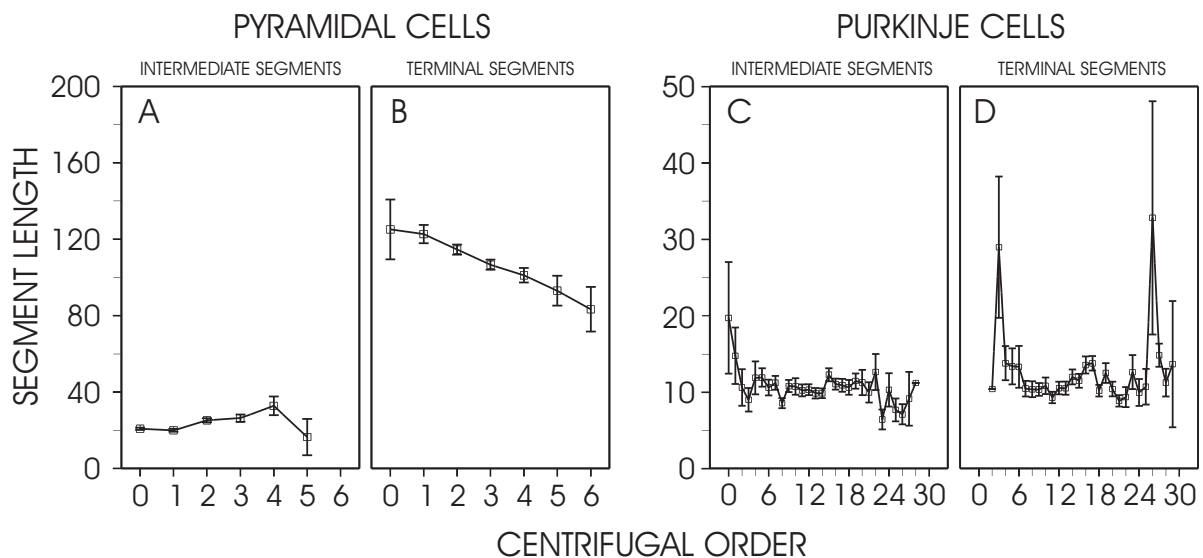 PYRAMIDAL CELLS PURKINJE CELLS
INTERMEDIATE SEGMENTS TERMINAL SEGMENTS INTERMEDIATE SEGMENTS TERMINAL SEGMENTS
SEGMENT LENGTH
200
160
120
80
40
0
A
B
50
40
30
20
10
0
C
D
0 1 2 3 4 5 6
0 1 2 3 4 5 6
0 6 12 18 24 30
0 6 12 18 24 30
CENTRIFUGAL ORDER